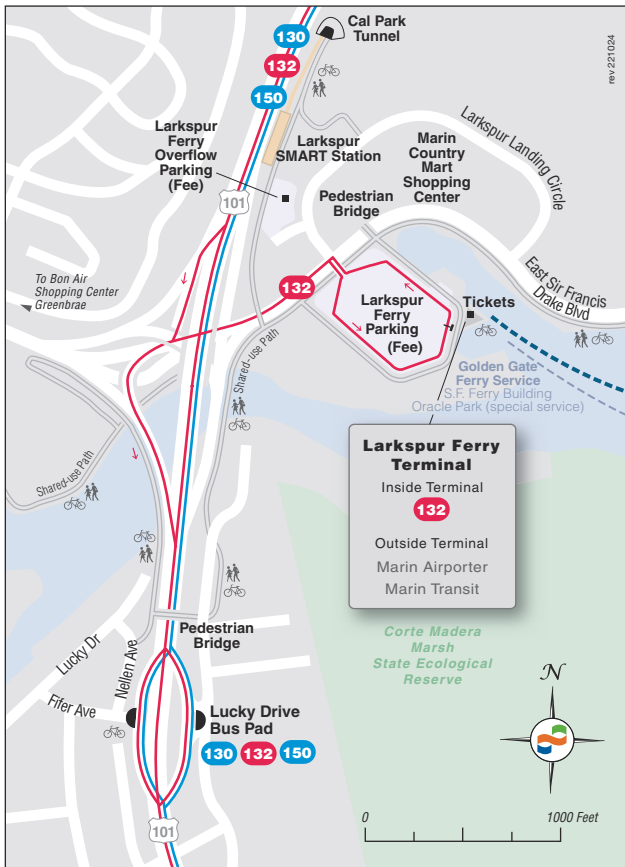 Cal Park
Tunnel
130
132
150
rev 221024
Larkspur
Ferry
Overflow
Parking
(Fee)
Larkspur
SMART Station
Marin
Country
Mart
Shopping
Center
Larkspur Landing Circle
101
Pedestrian
Bridge
To Bon Air
Shopping Center
Greenbrae
132
East Sir Francis
Drake Blvd
Larkspur
Ferry
Parking
(Fee)
Tickets
Shared-use Path
Golden Gate
Ferry Service
S.F. Ferry Building
Oracle Park (special service)
Larkspur Ferry
Terminal
Inside Terminal
132
Outside Terminal
Marin Airporter
Marin Transit
Shared-use Path
Pedestrian
Bridge
Lucky Dr
Nellen Ave
Fifer Ave
Corte Madera
Marsh
State Ecological
Reserve
Lucky Drive
Bus Pad
130 132 150
N
101
0 1000 Feet